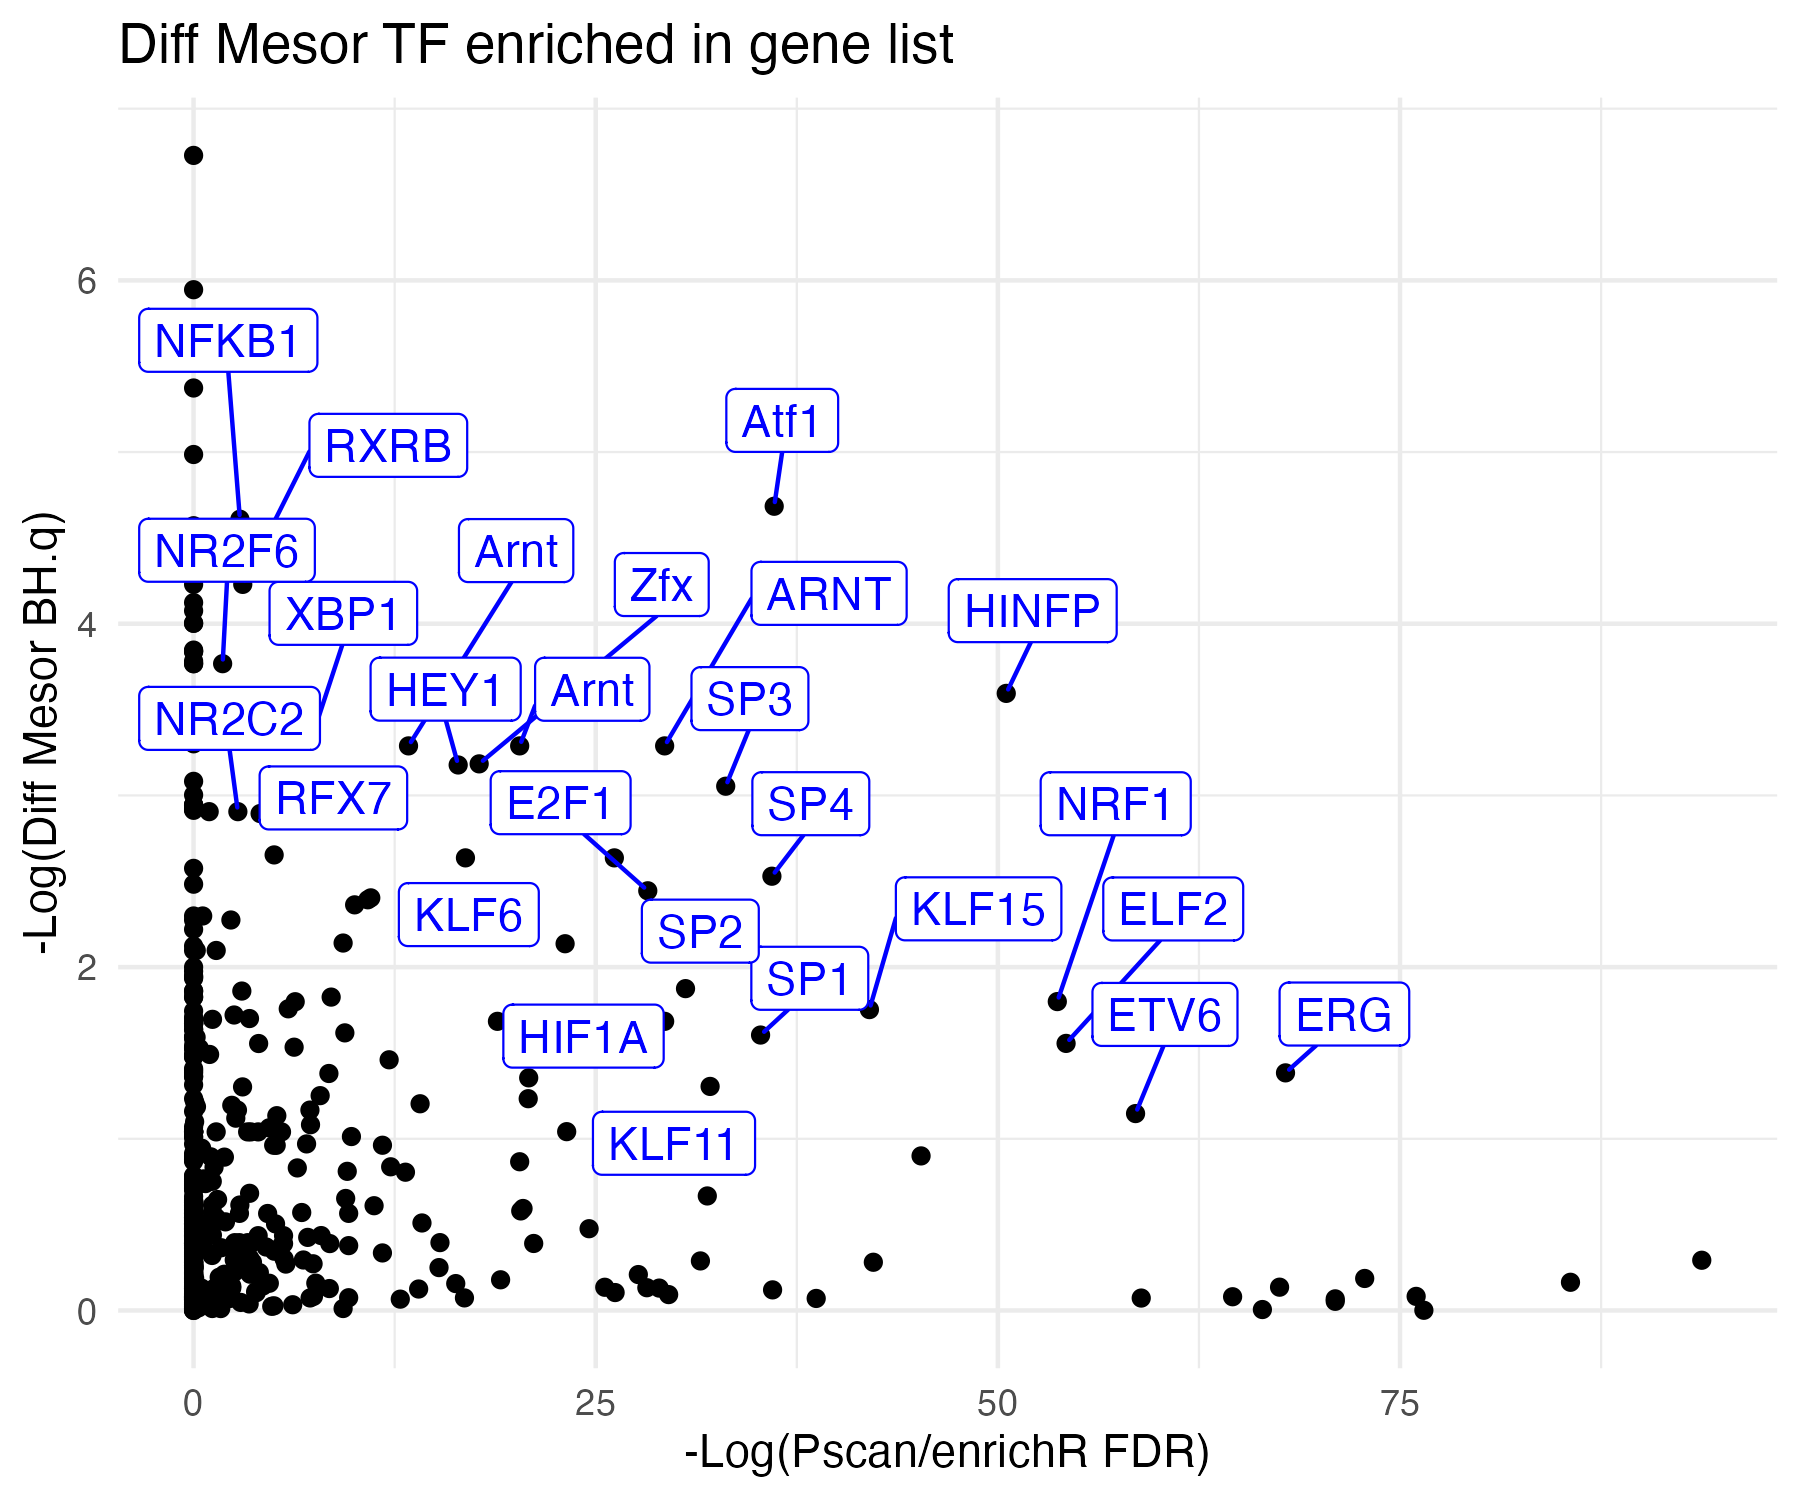 Diff Mesor TF enriched in gene list
-Log(Diff Mesor BH.q)
6
4
2
0
NFKB1
Atf1
RXRB
NR2F6
Arnt
Zfx
ARNT
HINFP
XBP1
HEY1
Arnt
SP3
NR2C2
RFX7
E2F1
SP4
NRF1
KLF6
SP2
KLF15
ELF2
SP1
HIF1A
ETV6
ERG
KLF11
0
25
50
75
-Log(Pscan/enrichR FDR)